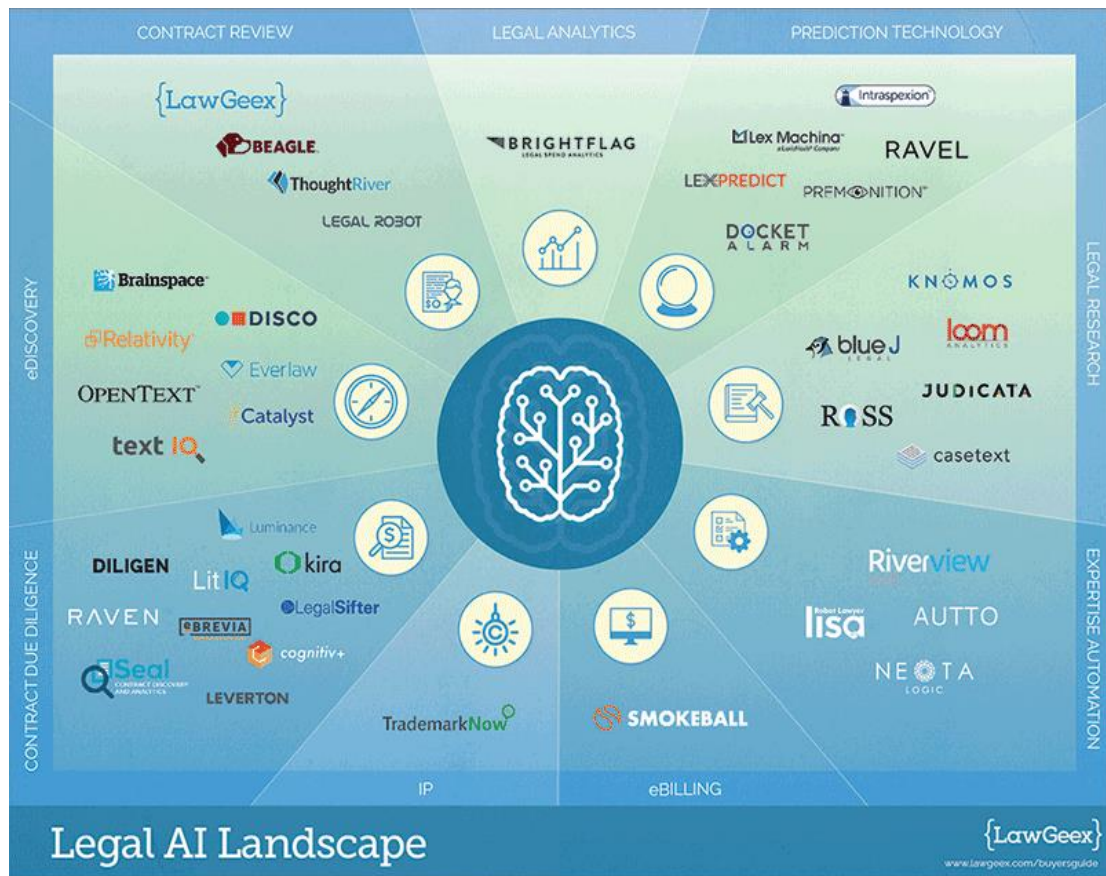 CONTRACT REVIEW
LEGAL ANALYTICS
PREDICTION TECHNOLOGY
{LawGeex}
BEAGLE
ThoughtRiver
LEGAL ROBOT
BRIGHTFLAG
LEGAL SPEND ANALYTICS
Intraspexion
Lex Machina
RAVEL
LEXPREDICT
PREMONITION
DOCKET
ALARM
eDISCOVERY
Brainspace
DISCO
Relativity
Everlaw
OPENTEXT
Catalyst
text IQ
LEGAL RESEARCH
KNOMOS
loom
ANALYTICS
blue J
LEGAL
JUDICATA
ROSS
casetext
CONTRACT DUE DILIGENCE
Luminance
DILIGEN
kira
Lit IQ
LegalSifter
RAVEN
eBREVIA
cognitiv+
Seal
CONTRACT DISCOVERY
AND ANALYTICS
LEVERTON
EXPERTISE AUTOMATION
Riverview
Robot Lawyer
lisa
AUTTO
NEOTA
LOGIC
TrademarkNow
SMOKEBALL
IP
eBILLING
Legal AI Landscape
{LawGeex}
www.lawgeex.com/buyersguide